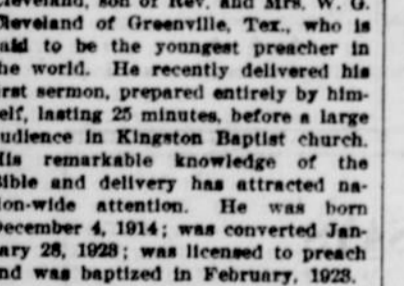 Cleveland, son of Rev. and Mrs. W. G.
Cleveland of Greenville, Tex., who is
said to be the youngest preacher in
the world. He recently delivered his
first sermon, prepared entirely by him-
self, lasting 25 minutes, before a large
audience in Kingston Baptist church.
His remarkable knowledge of the
Bible and delivery has attracted na-
tion-wide attention. He was born
December 4, 1914; was converted Jan-
uary 28, 1923; was licensed to preach
and was baptized in February, 1923.